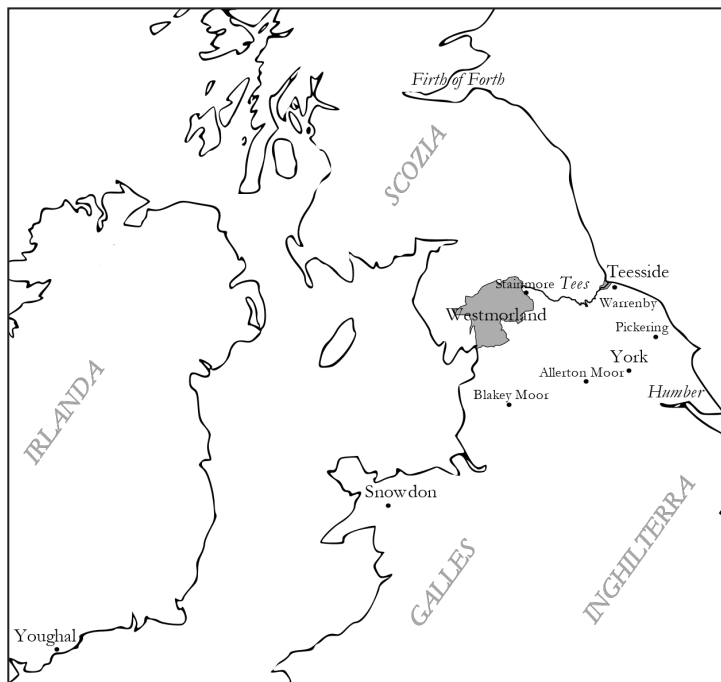 Firth of Forth
SCOZIA
Teesside
Stainmore
Tees
Warrenby
Westmorland
Pickering
York
Allerton Moor
Blakey Moor
Humber
IRLANDA
Snowdon
GALLES
INGHILTERRA
Youghal